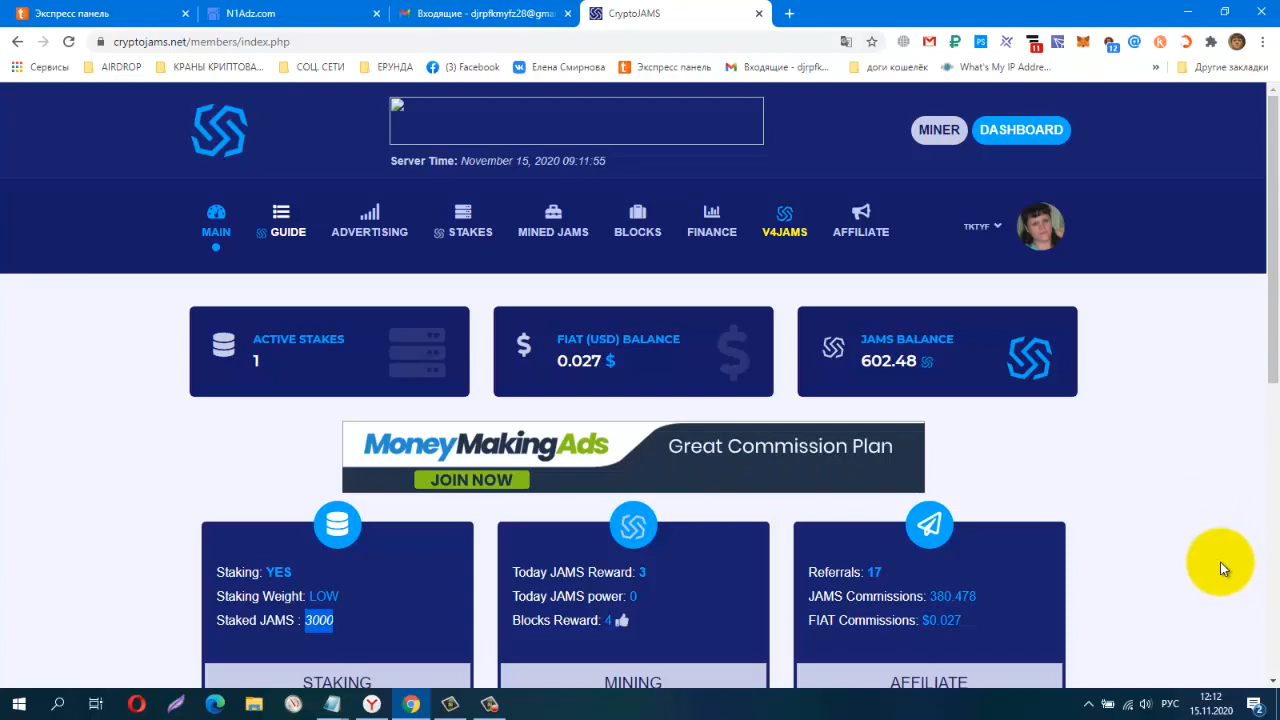 Экспресс панель
N1Adz.com
Входящие - djrpfkmyfz28@gma
CryptoJAMS
cryptojams.net/members/index.php
11
12
Сервисы
AIRDROP
КРАНЫ КРИПТОВА...
СОЦ. СЕТИ
ЕРУНДА
(3) Facebook
Елена Смирнова
Экспресс панель
Входящие - djrpfk...
доги кошелёк
What's My IP Addre...
»
Другие закладки
MINER
DASHBOARD
Server Time: November 15, 2020 09:11:55
MAIN
GUIDE
ADVERTISING
STAKES
MINED JAMS
BLOCKS
FINANCE
V4JAMS
AFFILIATE
TKTYF
ACTIVE STAKES
1
FIAT (USD) BALANCE
0.027 $
JAMS BALANCE
602.48
MoneyMakingAds
JOIN NOW
Great Commission Plan
Staking: YES
Staking Weight: LOW
Staked JAMS : 3000
STAKING
Today JAMS Reward: 3
Today JAMS power: 0
Blocks Reward: 4
MINING
Referrals: 17
JAMS Commissions: 380.478
FIAT Commissions: $0.027
AFFILIATE
РУС
12:12
15.11.2020
2